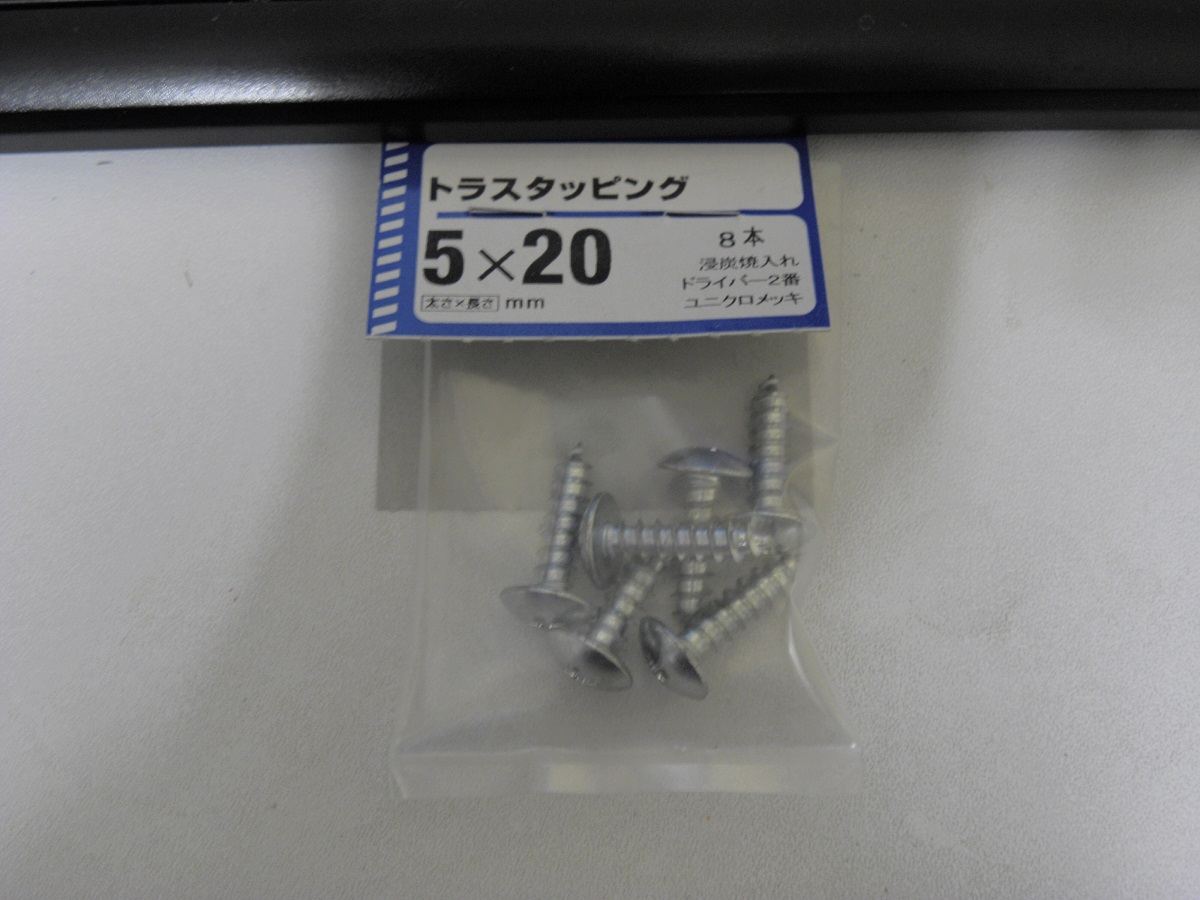 トラスタッピング
5×20
太さ×長さ mm
8本
浸炭焼入れ
ドライバー2番
ユニクロメッキ